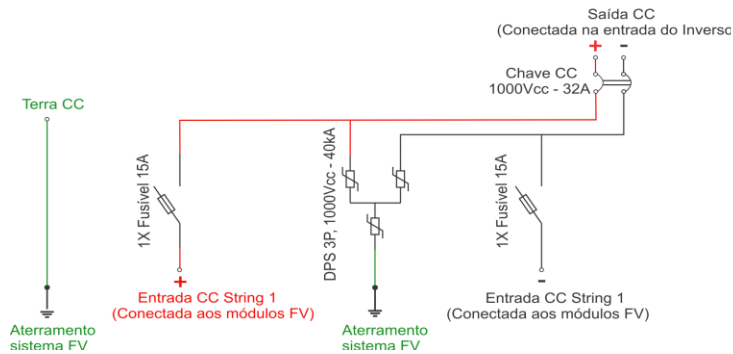 Saída CC
(Conectada na entrada do Inverso
+ -
Chave CC
1000Vcc - 32A
Terra CC
1X Fusível 15A
DPS 3P, 1000Vcc - 40kA
1X Fusível 15A
+
-
Entrada CC String 1
(Conectada aos módulos FV)
Entrada CC String 1
(Conectada aos módulos FV)
Aterramento
sistema FV
Aterramento
sistema FV